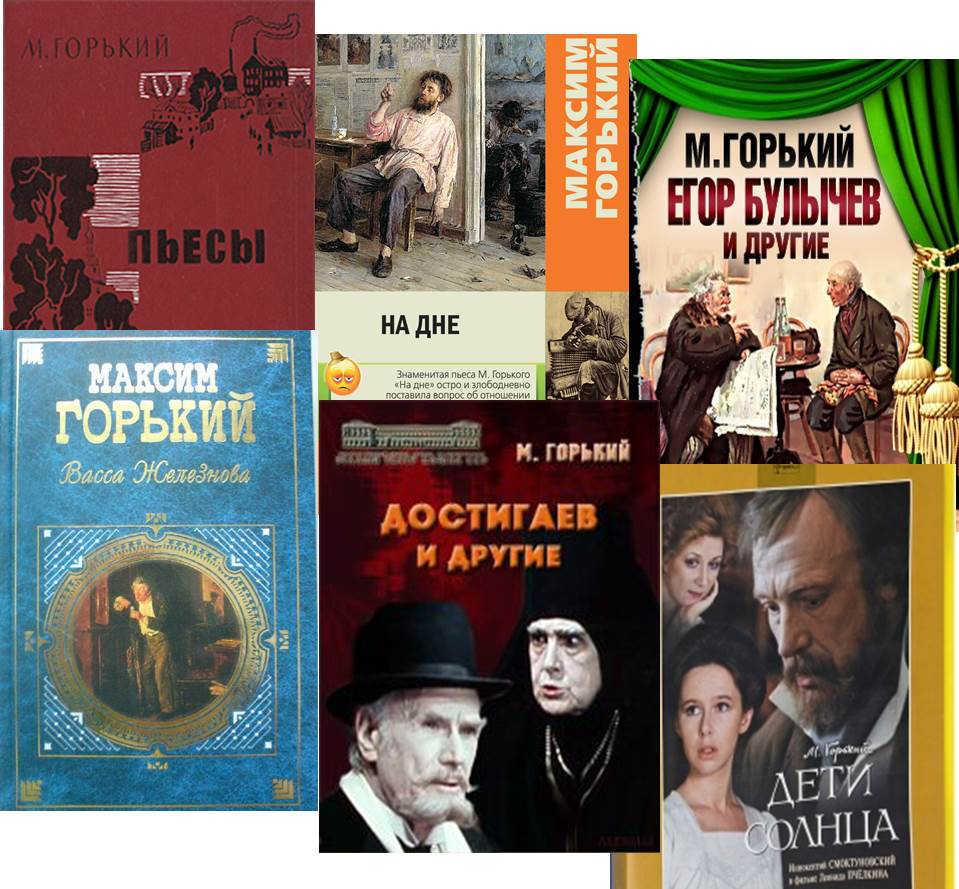 М. ГОРЬКИЙ
ПЬЕСЫ
МАКСИМ
ГОРЬКИЙ
НА ДНЕ
Знаменитая пьеса М. Горького
«На дне» остро и злободневно
поставила вопрос об отношении
М.ГОРЬКИЙ
ЕГОР БУЛЫЧЕВ
И ДРУГИЕ
МАКСИМ
ГОРЬКИЙ
Васса Железнова
М. ГОРЬКИЙ
ДОСТИГАЕВ
И ДРУГИЕ
М. Горький
ДЕТИ
СОЛНЦА
Иннокентий СМОКТУНОВСКИЙ
в фильме Леонида ПЧЁЛКИНА